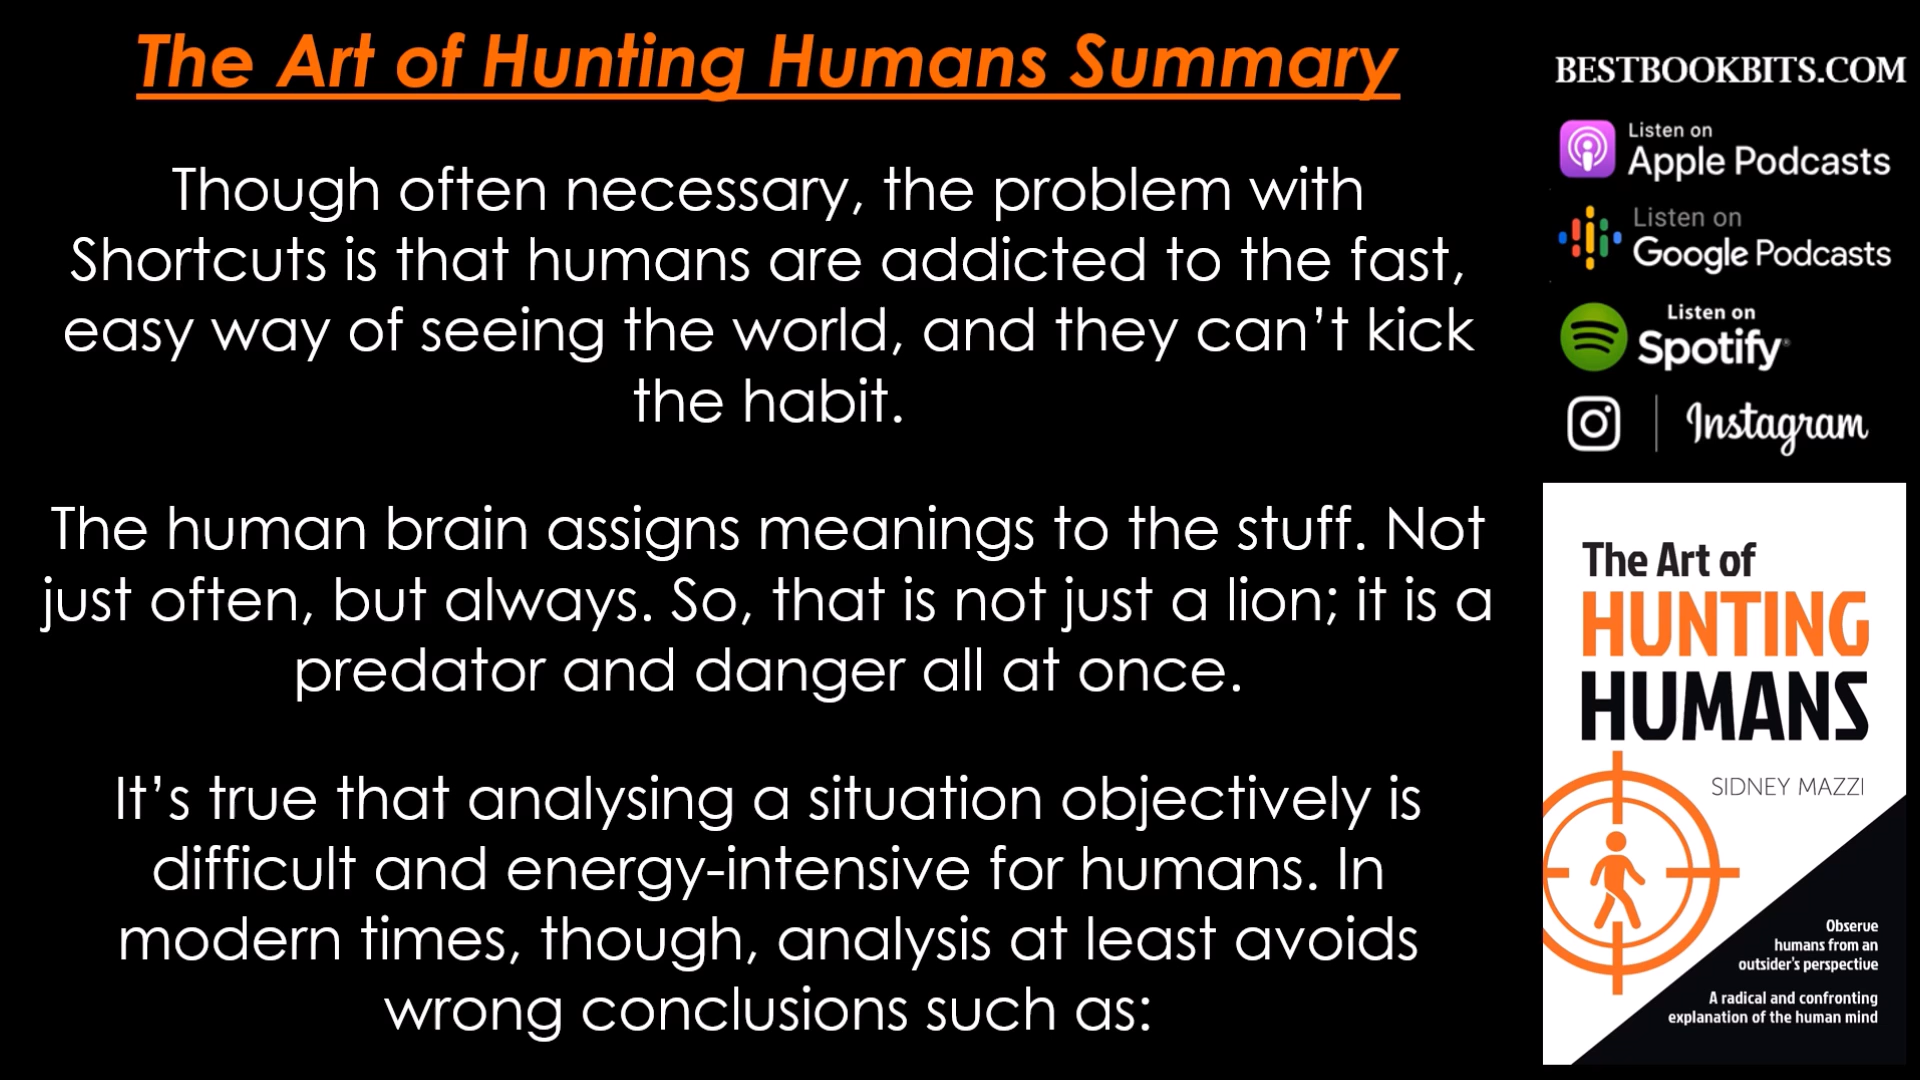 The Art of Hunting Humans Summary
Though often necessary, the problem with
Shortcuts is that humans are addicted to the fast,
easy way of seeing the world, and they can’t kick
the habit.
The human brain assigns meanings to the stuff. Not
just often, but always. So, that is not just a lion; it is a
predator and danger all at once.
It’s true that analysing a situation objectively is
difficult and energy-intensive for humans. In
modern times, though, analysis at least avoids
wrong conclusions such as:
BESTBOOKBITS.COM
Listen on
Apple Podcasts
Listen on
Google Podcasts
Listen on
Spotify
Instagram
The Art of
HUNTING
HUMANS
SIDNEY MAZZI
Observe
humans from an
outsider's perspective
A radical and confronting
explanation of the human mind